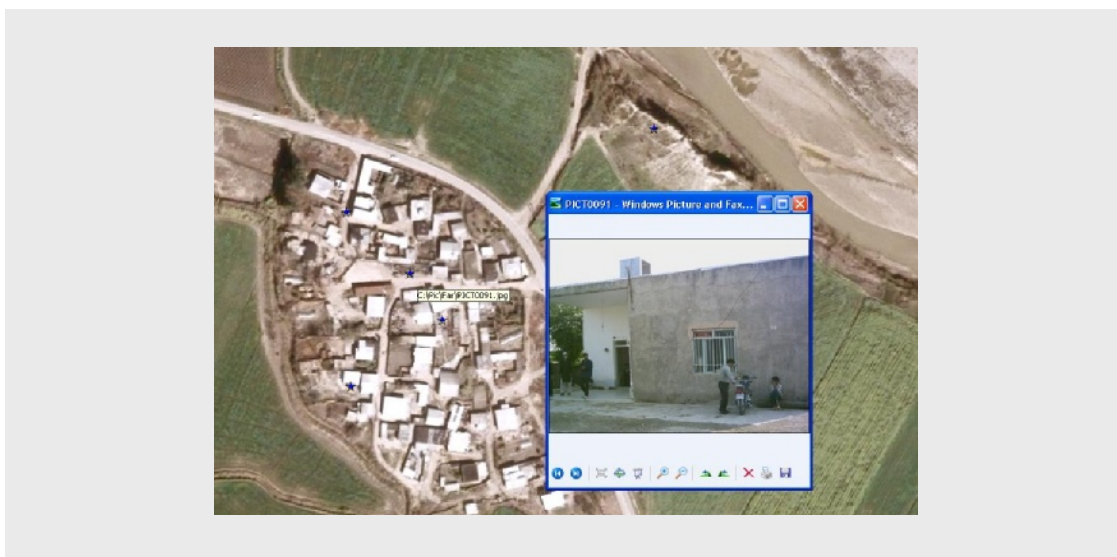 PICT0091 - Windows Picture and Fax...
C:\Pic\Far\PICT0091.jpg